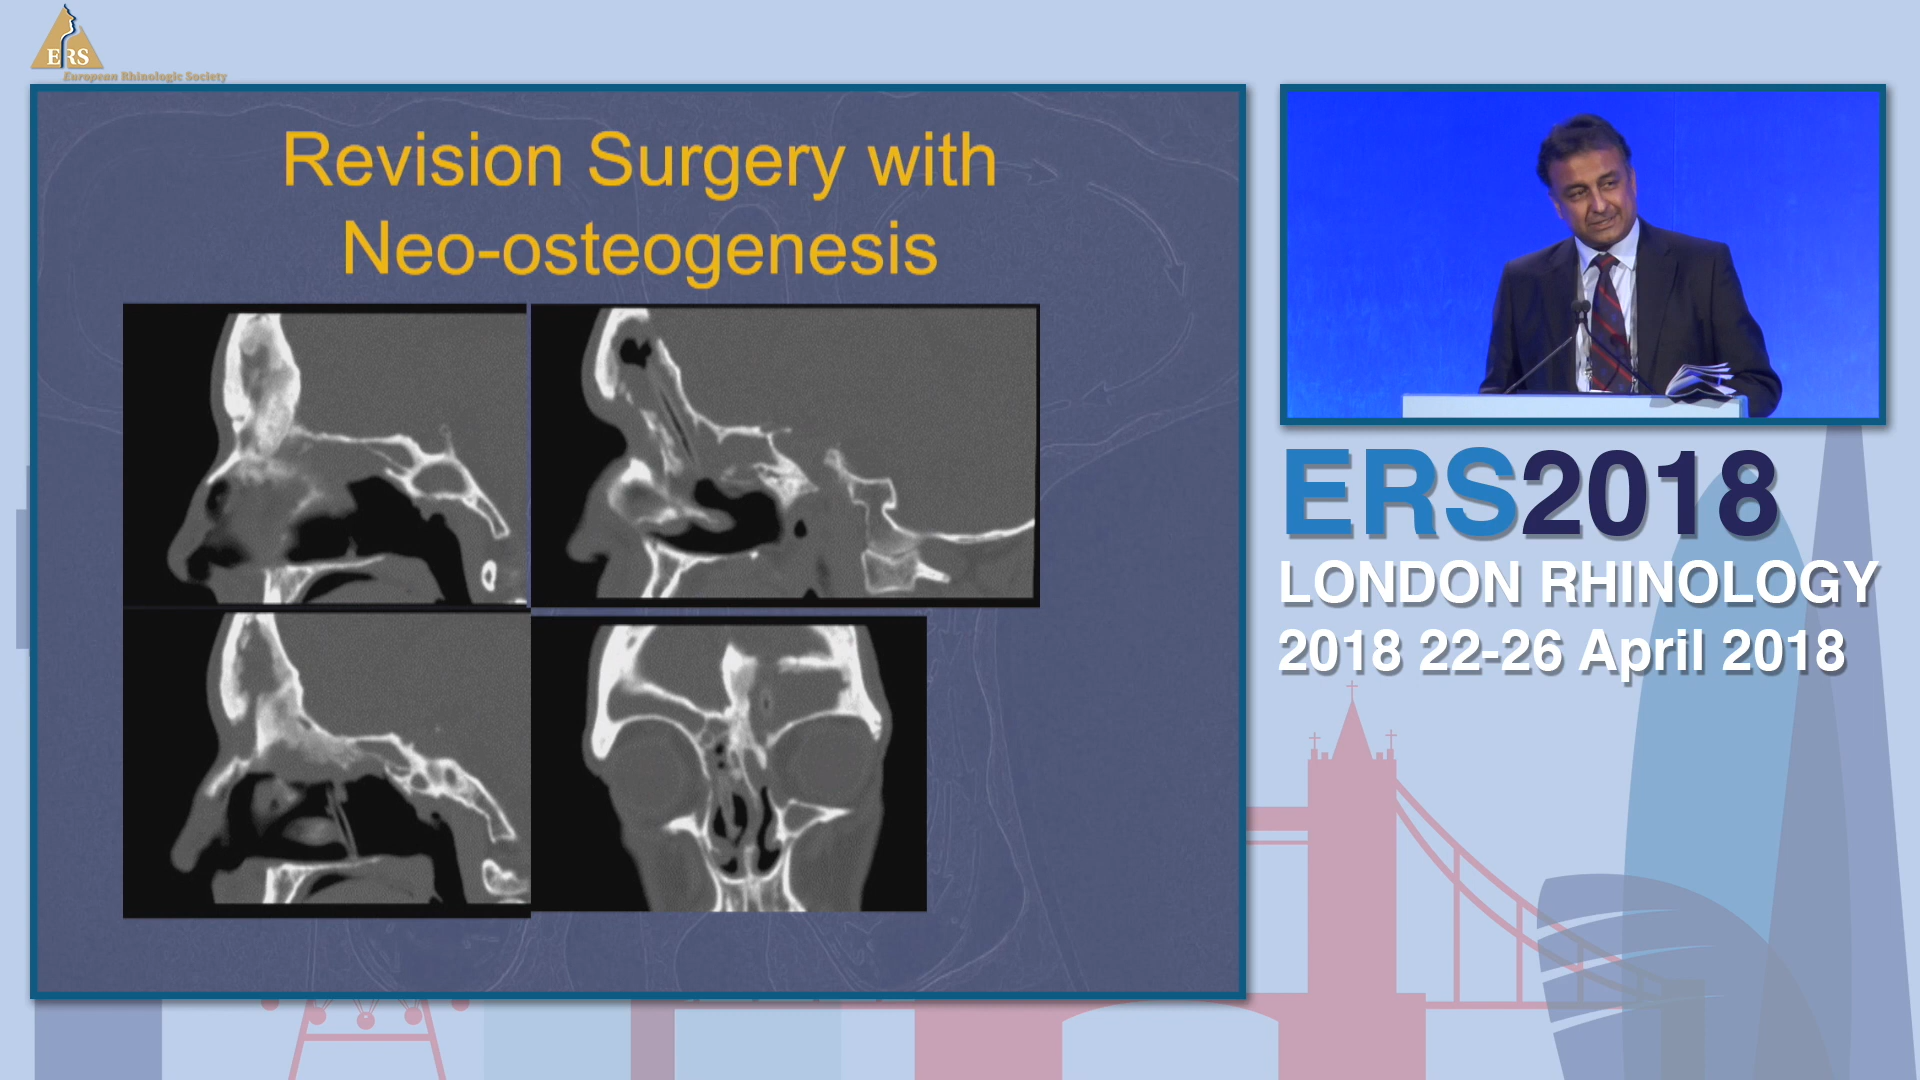 ERS
European Rhinologic Society
Revision Surgery with
Neo-osteogenesis
ERS2018
LONDON RHINOLOGY
2018 22-26 April 2018